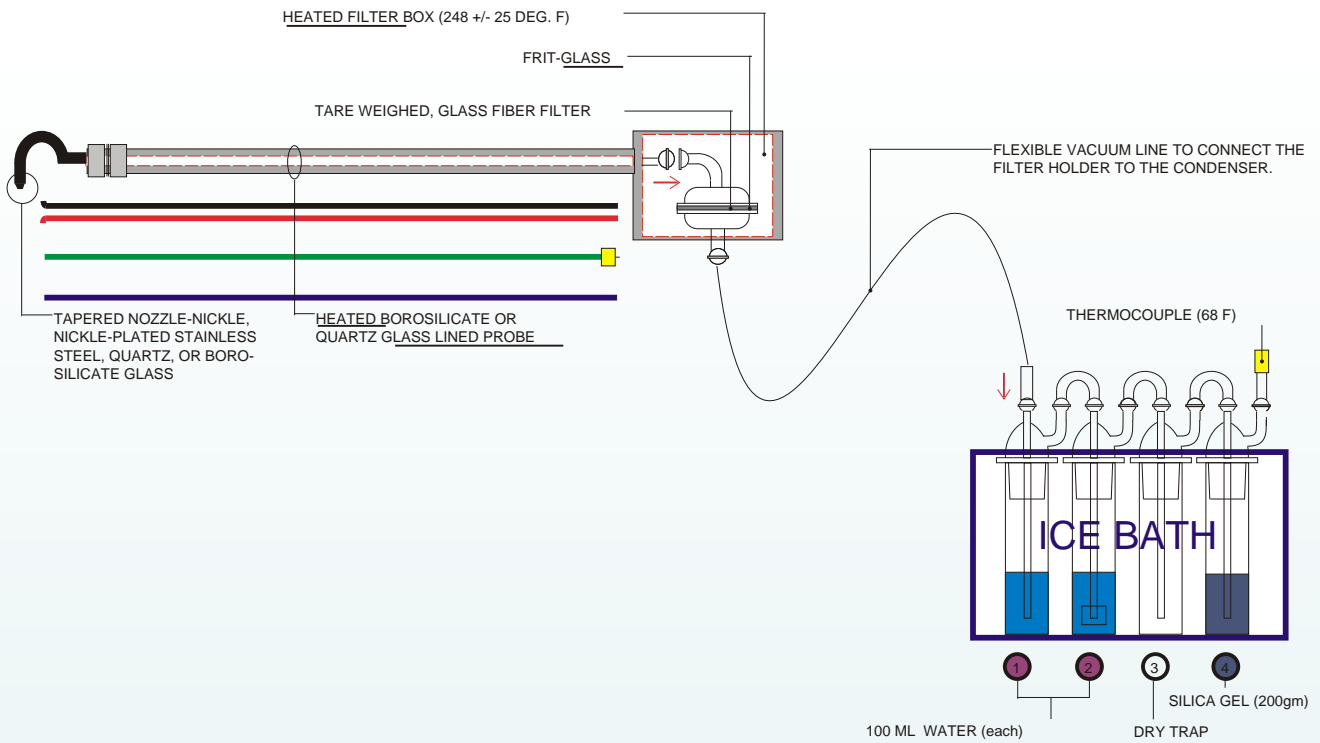 HEATED FILTER BOX (248 +/- 25 DEG. F)
FRIT-GLASS
TARE WEIGHED, GLASS FIBER FILTER
FLEXIBLE VACUUM LINE TO CONNECT THE
FILTER HOLDER TO THE CONDENSER.
TAPERED NOZZLE-NICKLE,
NICKLE-PLATED STAINLESS
STEEL, QUARTZ, OR BORO-
SILICATE GLASS
HEATED BOROSILICATE OR
QUARTZ GLASS LINED PROBE
THERMOCOUPLE (68 F)
ICE BATH
1
2
3
4
SILICA GEL (200gm)
100 ML WATER (each)
DRY TRAP